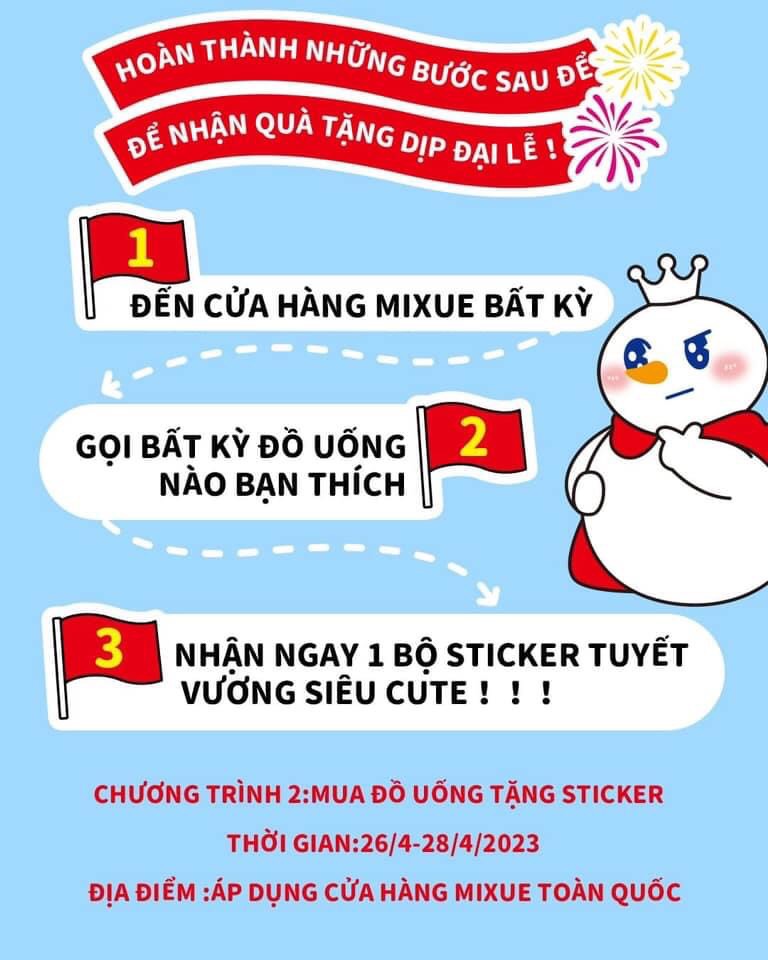 HOÀN THÀNH NHỮNG BƯỚC SAU ĐỂ
ĐỂ NHẬN QUÀ TẶNG DỊP ĐẠI LỄ !
1
ĐẾN CỬA HÀNG MIXUE BẤT KỲ
2
GỌI BẤT KỲ ĐỒ UỐNG
NÀO BẠN THÍCH
3
NHẬN NGAY 1 BỘ STICKER TUYẾT
VƯƠNG SIÊU CUTE ! ! !
CHƯƠNG TRÌNH 2:MUA ĐỒ UỐNG TẶNG STICKER
THỜI GIAN:26/4-28/4/2023
ĐỊA ĐIỂM :ÁP DỤNG CỬA HÀNG MIXUE TOÀN QUỐC